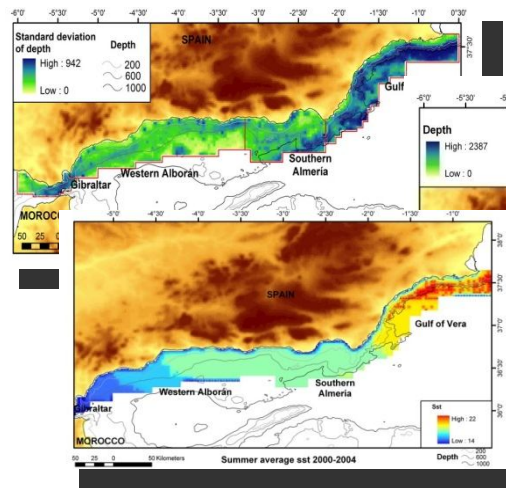 -6°0' -5°30' -5°0' -4°30' -4°0' -3°30' -3°0' -2°30' -2°0' -1°30' -1°0' 0°30'
Standard deviation
of depth
High : 942
Low : 0
Depth
200
600
1000
SPAIN
37°30'
Gulf
Southern
Almería
Western Alborán
Gibraltar
MOROCC
50 25 0
-6°0' -5°30'
Depth
High : 2387
Low : 0
-5°0' -4°30' -4°0' -3°30' -3°0' -2°30' -2°0' -1°30' -1°0'
SPAIN
38°0'
37°30'
37°0'
36°30'
36°0'
Gulf of Vera
Southern
Almería
Western Alborán
Gibraltar
MOROCCO
Sst
High : 22
Low : 14
50 25 0 50 Kilometers
Summer average sst 2000-2004
Depth
200
600
1000